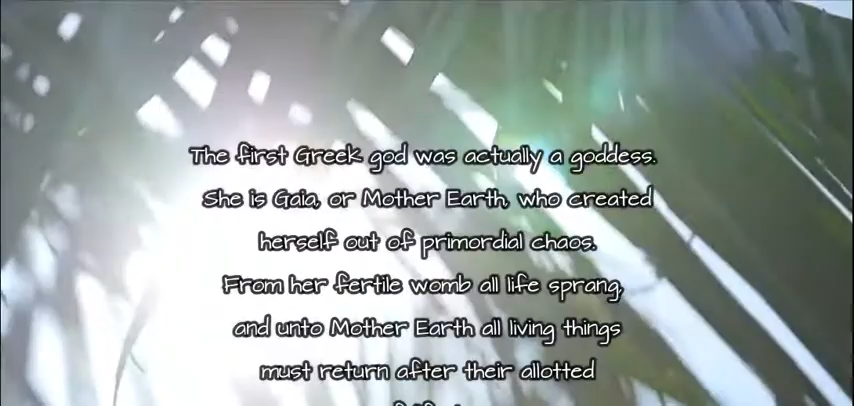 The first Greek god was actually a goddess.
She is Gaia, or Mother Earth, who created
herself out of primordial chaos.
From her fertile womb all life sprang,
and unto Mother Earth all living things
must return after their allotted